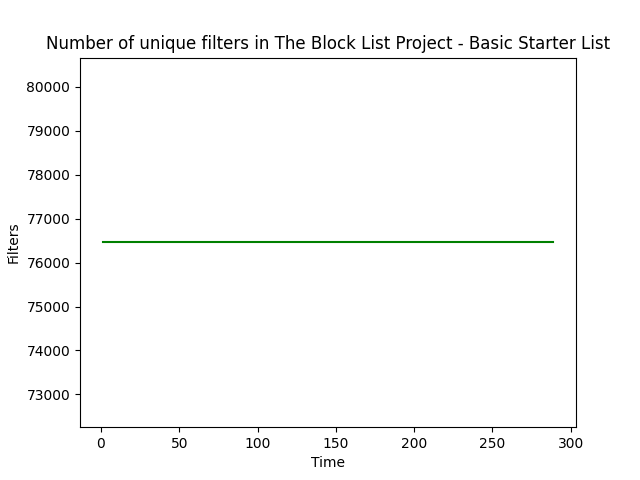 Number of unique filters in The Block List Project - Basic Starter List
80000
79000
78000
77000
76000
75000
74000
73000
Filters
0 50 100 150 200 250 300
Time